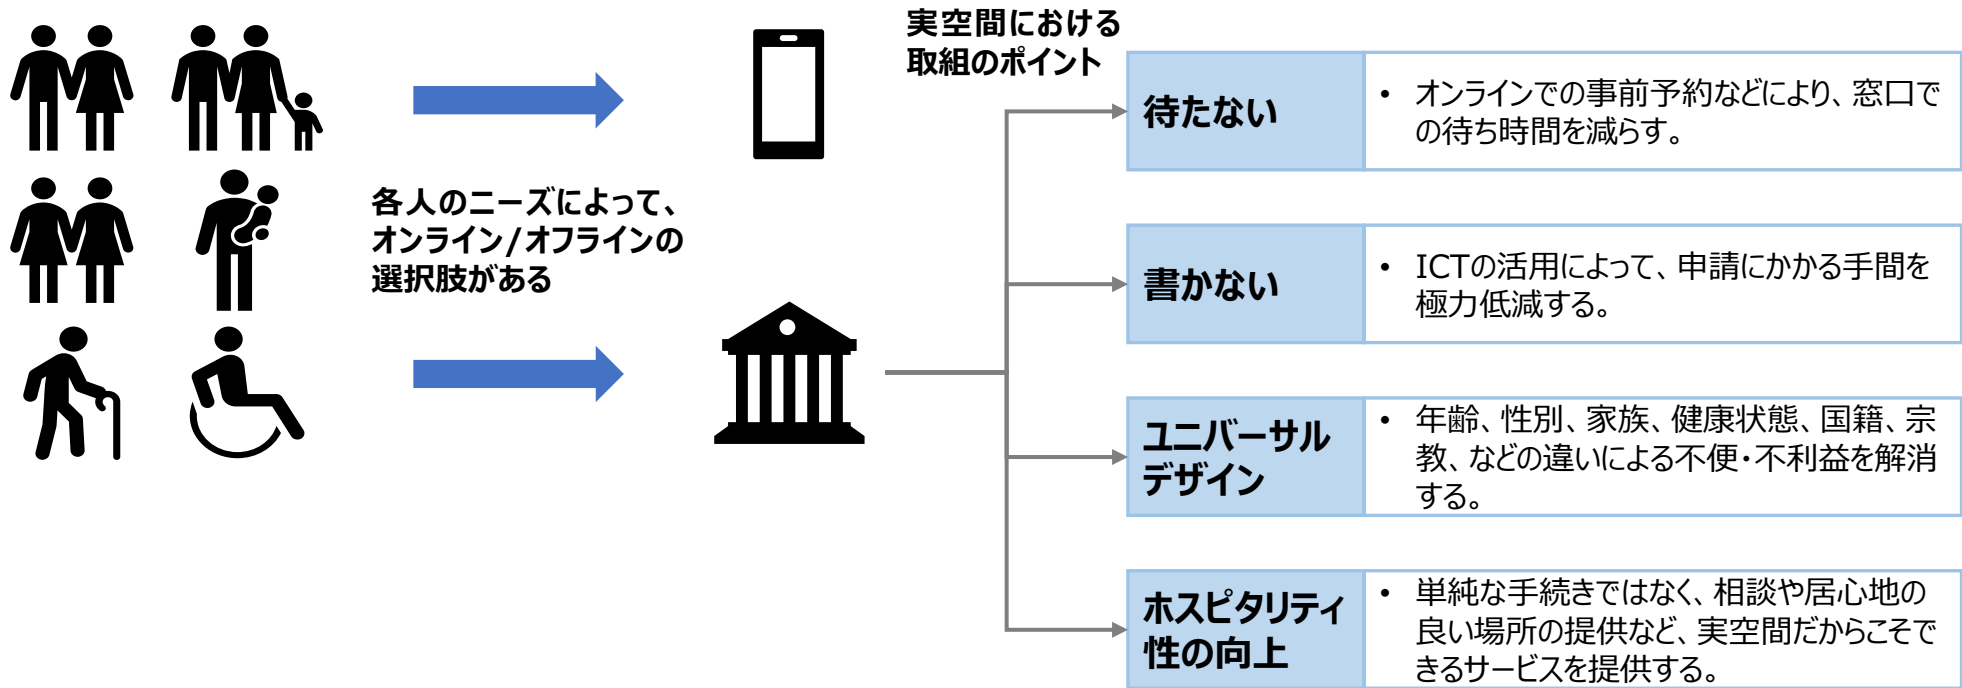 実空間における
取組のポイント
各人のニーズによって、
オンライン/オフラインの
選択肢がある
待たない
• オンラインでの事前予約などにより、窓口で
の待ち時間を減らす。
書かない
• ICTの活用によって、申請にかかる手間を
極力低減する。
ユニバーサル
デザイン
• 年齢、性別、家族、健康状態、国籍、宗
教、などの違いによる不便・不利益を解消
する。
ホスピタリティ
性の向上
• 単純な手続きではなく、相談や居心地の
良い場所の提供など、実空間だからこそで
きるサービスを提供する。